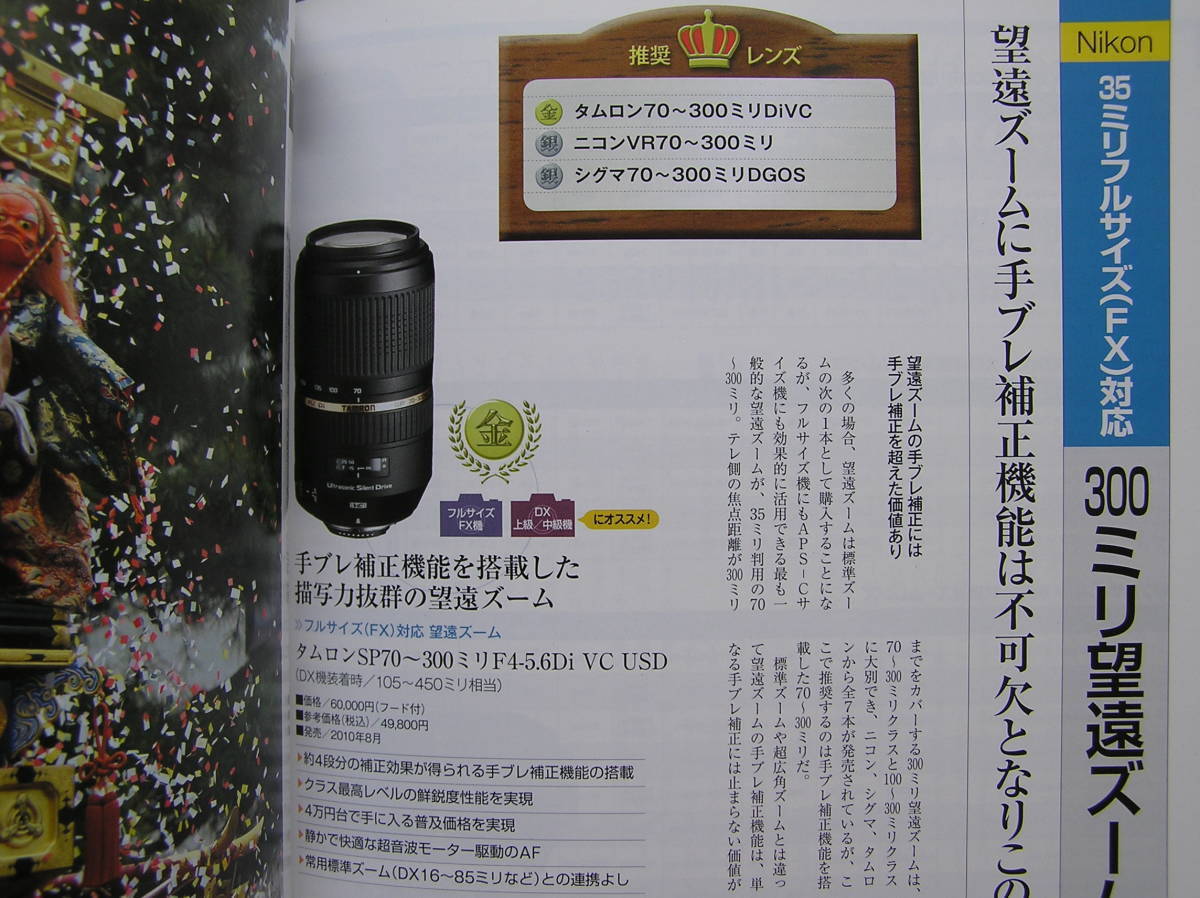 Nikon
35ミリフルサイズ(FX)対応
300ミリ望遠ズーム
望遠ズームに手ブレ補正機能は不可欠となりこの
推奨 レンズ
金 タムロン70〜300ミリDiVC
銀 ニコンVR70〜300ミリ
銀 シグマ70〜300ミリDGOS
望遠ズームの手ブレ補正には
手ブレ補正を超えた価値あり
多くの場合、望遠ズームは標準ズー
ムの次の1本として購入することにな
るが、フルサイズ機にもAPS-Cサ
イズ機にも効果的に活用できる最も一
般的な望遠ズームが、35ミリ判用の70
〜300ミリ。テレ側の焦点距離が300ミリ
までをカバーする300ミリ望遠ズームは、
70〜300ミリクラスと100〜300ミリクラス
に大別でき、ニコン、シグマ、タムロ
ンから全7本が発売されているが、こ
こで推奨するのは手ブレ補正機能を搭
載した70〜300ミリだ。
標準ズームや超広角ズームとは違っ
て望遠ズームの手ブレ補正機能は、単
なる手ブレ補正には止まらない価値が
105 100 70
TAMRON
Ultrasonic Silent Drive
金
フルサイズ
FX機
DX
上級/中級機
にオススメ!
手ブレ補正機能を搭載した
描写力抜群の望遠ズーム
»フルサイズ(FX)対応 望遠ズーム
タムロンSP70〜300ミリF4-5.6Di VC USD
(DX機装着時/105〜450ミリ相当)
■価格/60,000円(フード付)
■参考価格(税込)/49,800円
■発売/2010年8月
▶約4段分の補正効果が得られる手ブレ補正機能の搭載
▶クラス最高レベルの鮮鋭度性能を実現
▶4万円台で手に入る普及価格を実現
▶静かで快適な超音波モーター駆動のAF
▶常用標準ズーム(DX16〜85ミリなど)との連携よし